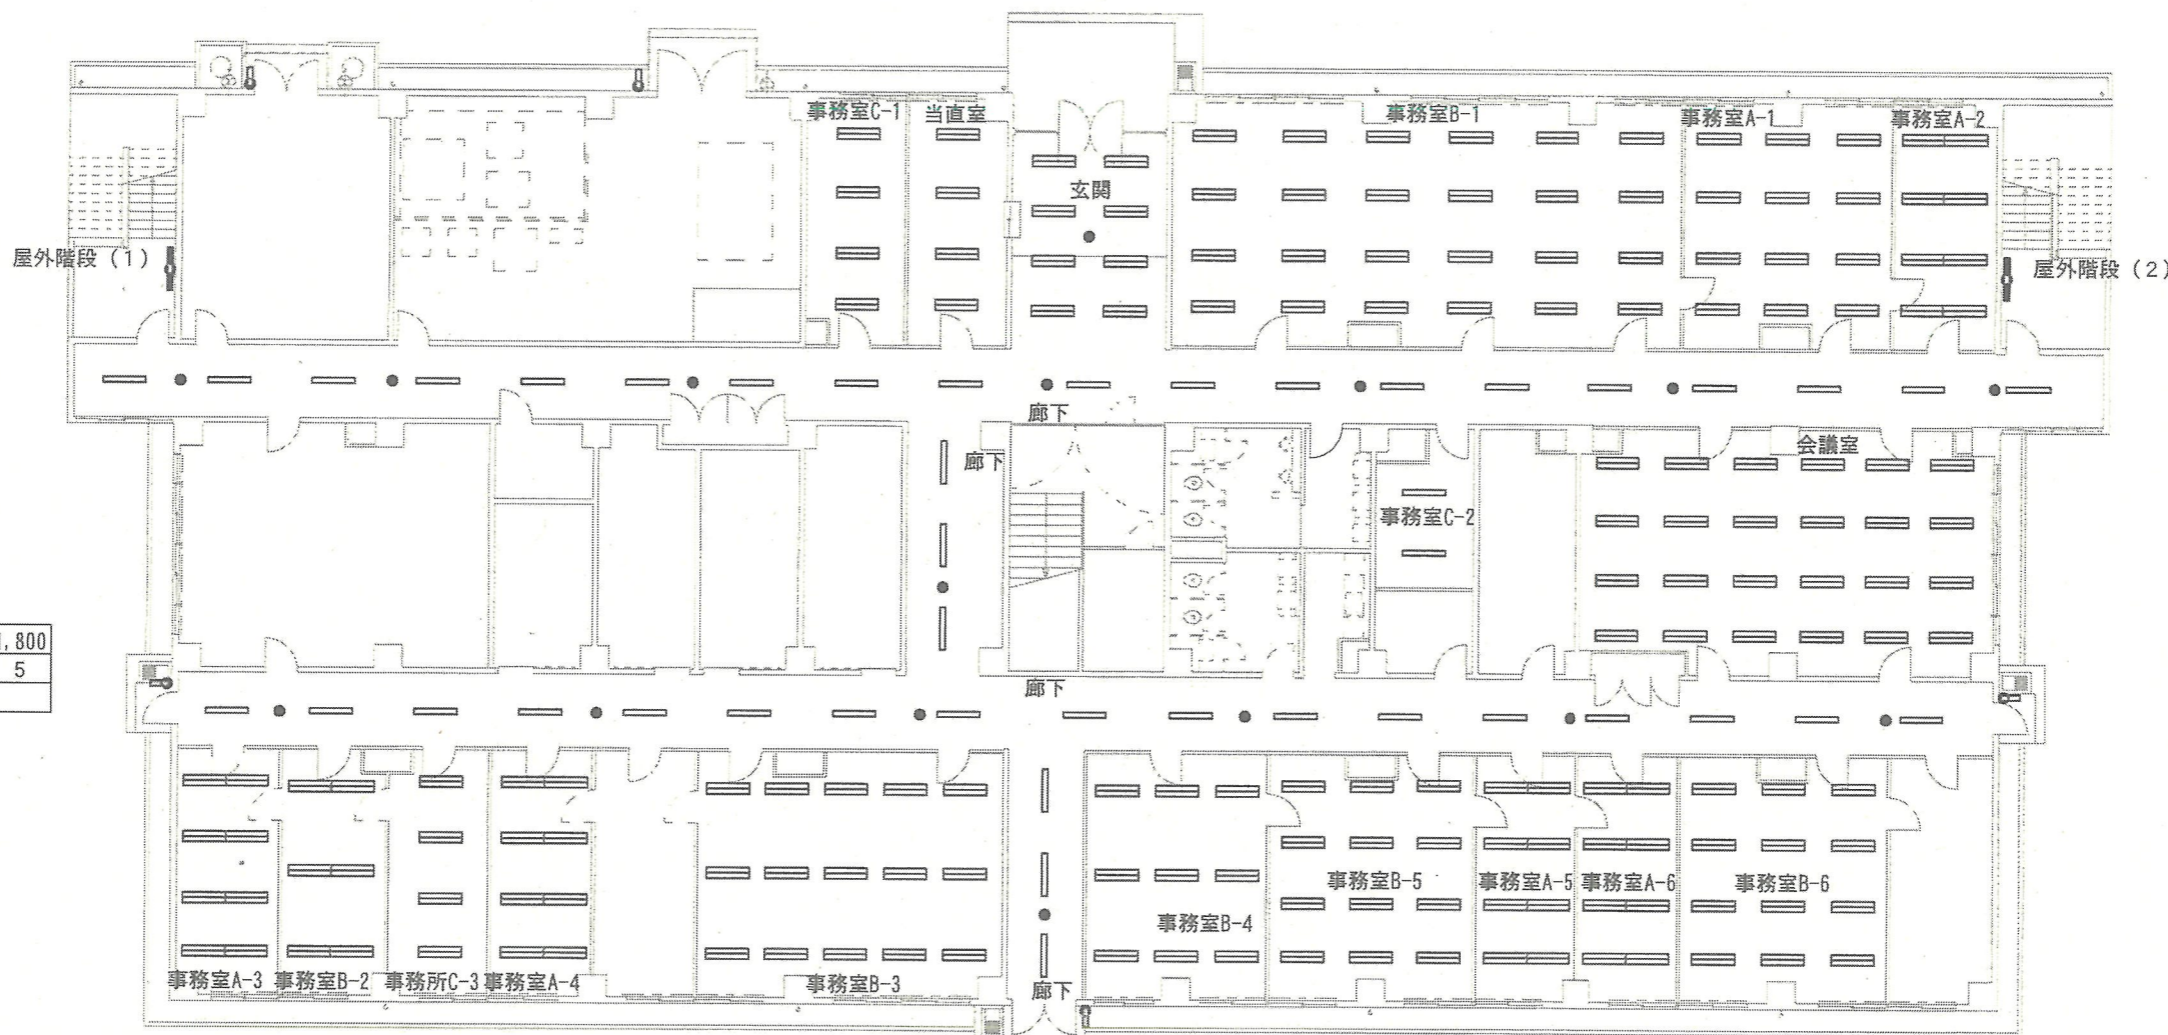 事務室C-1
当直室
事務室B-1
事務室A-1
事務室A-2
玄関
屋外階段（1）
屋外階段（2）
廊下
廊下
会議室
事務室C-2
,800
5
廊下
事務室B-5
事務室A-5
事務室A-6
事務室B-6
事務室B-4
事務室A-3
事務室B-2
事務所C-3
事務室A-4
事務室B-3
廊下